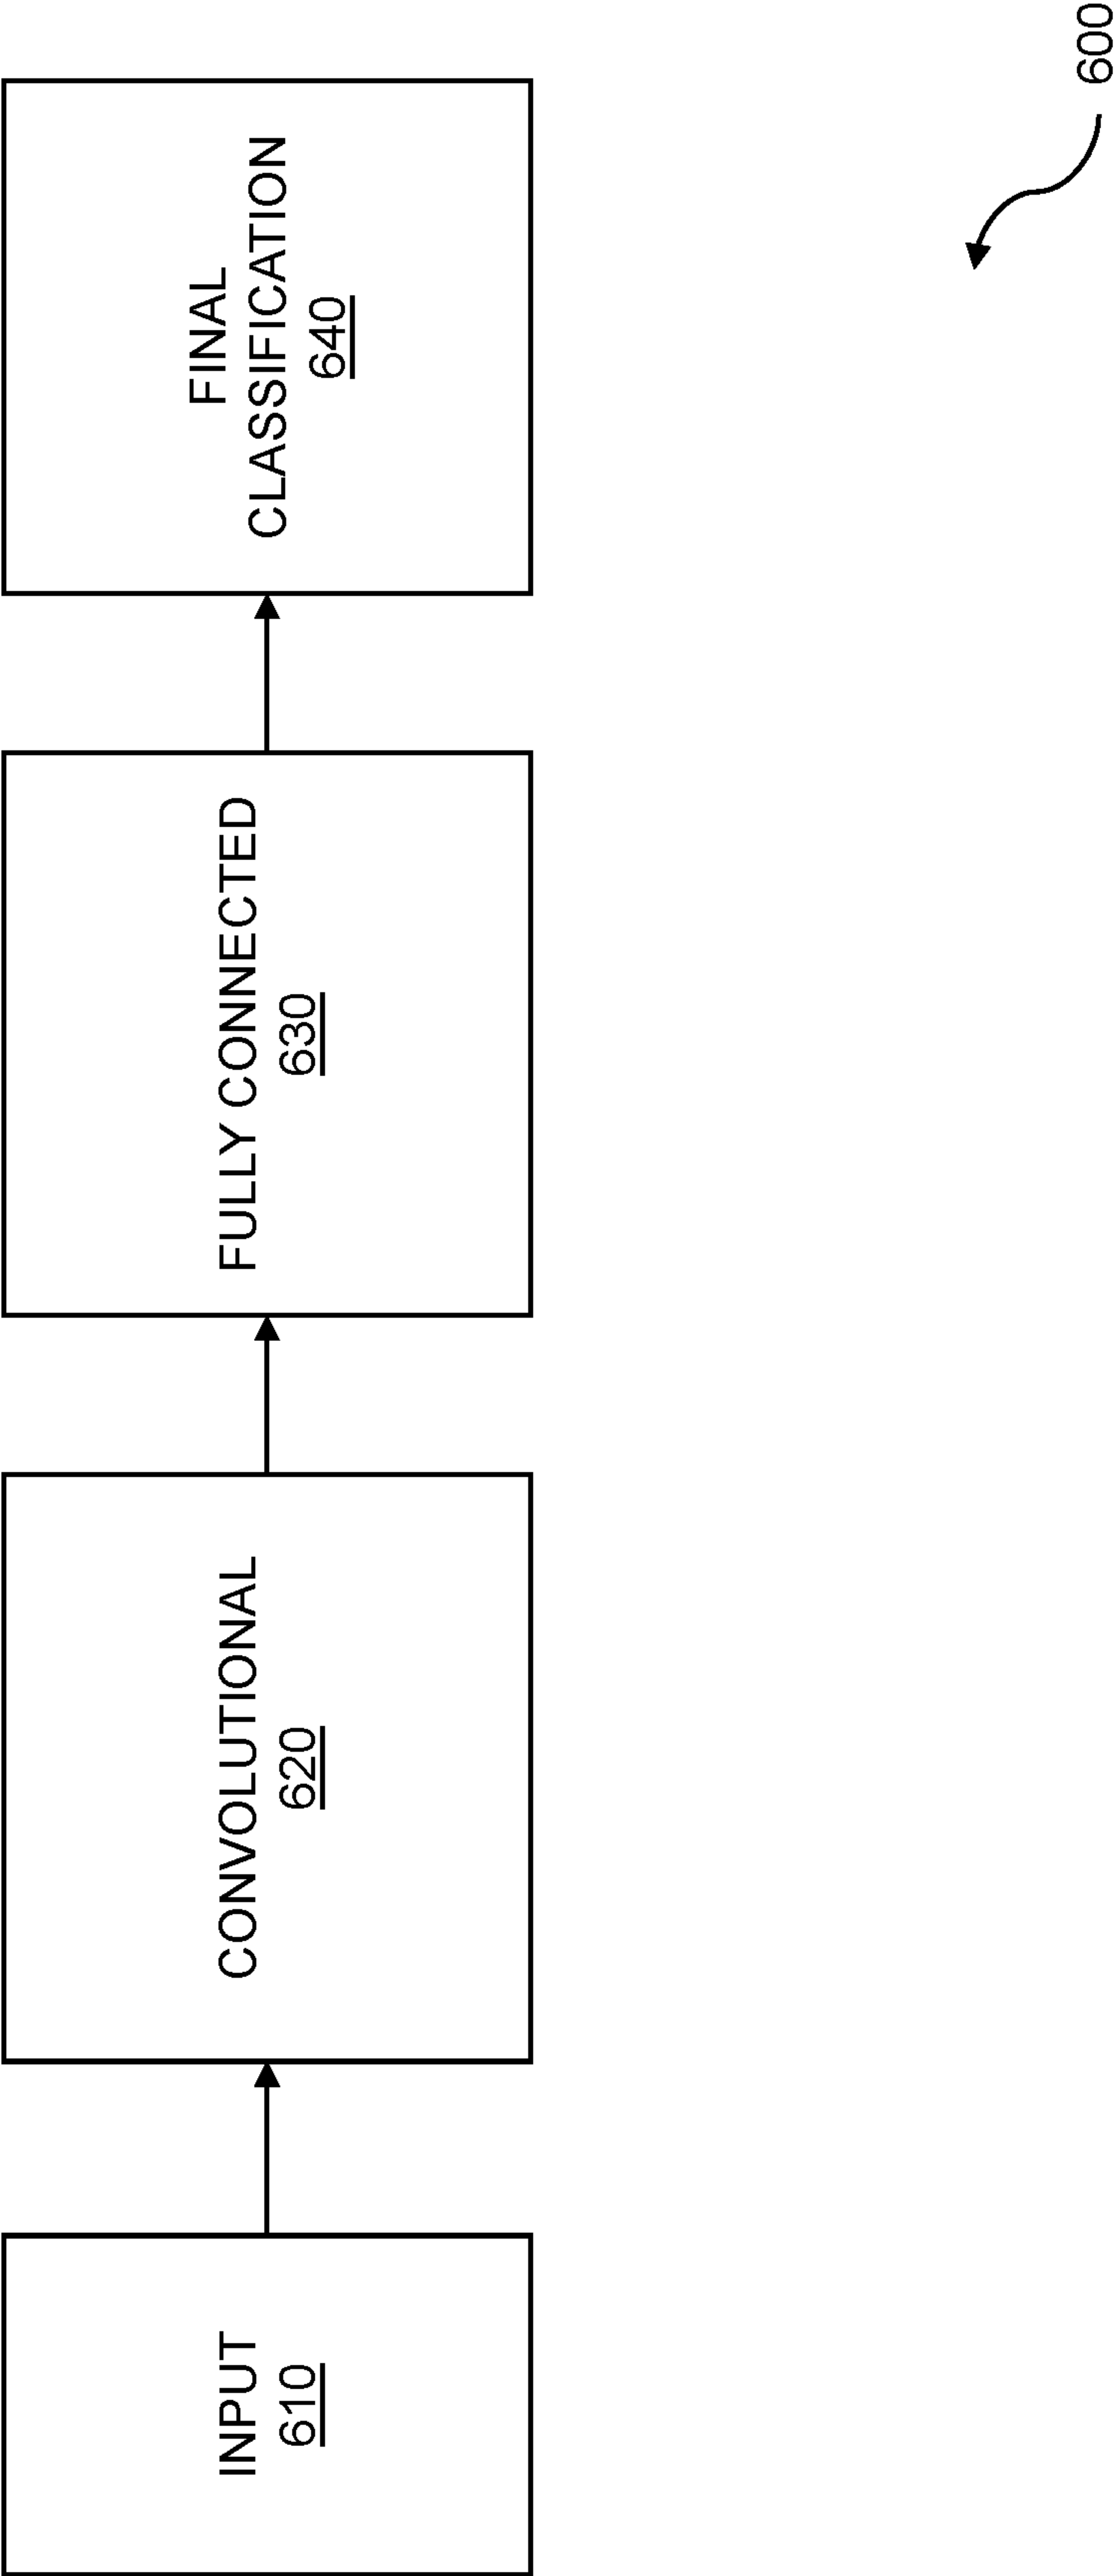 INPUT
610
CONVOLUTIONAL
620
FULLY CONNECTED
630
FINAL
CLASSIFICATION
640
600